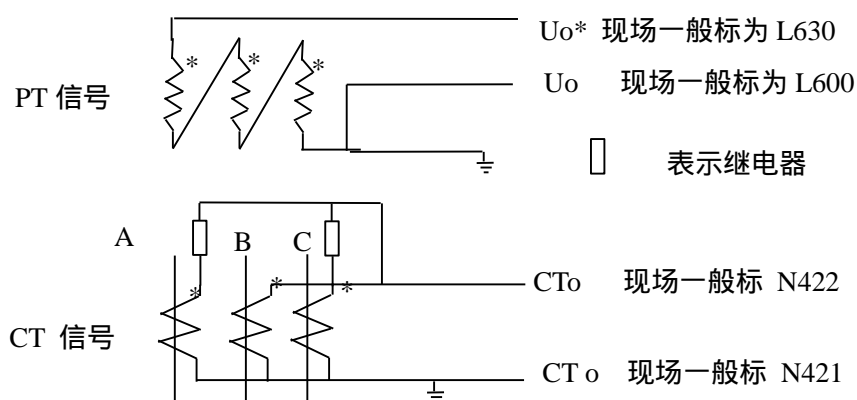 Uo* 现场一般标为 L630
PT 信号
Uo 现场一般标为 L600
* * *
表示继电器
A B C
* * *
CTo 现场一般标 N422
CT 信号
CT o 现场一般标 N421